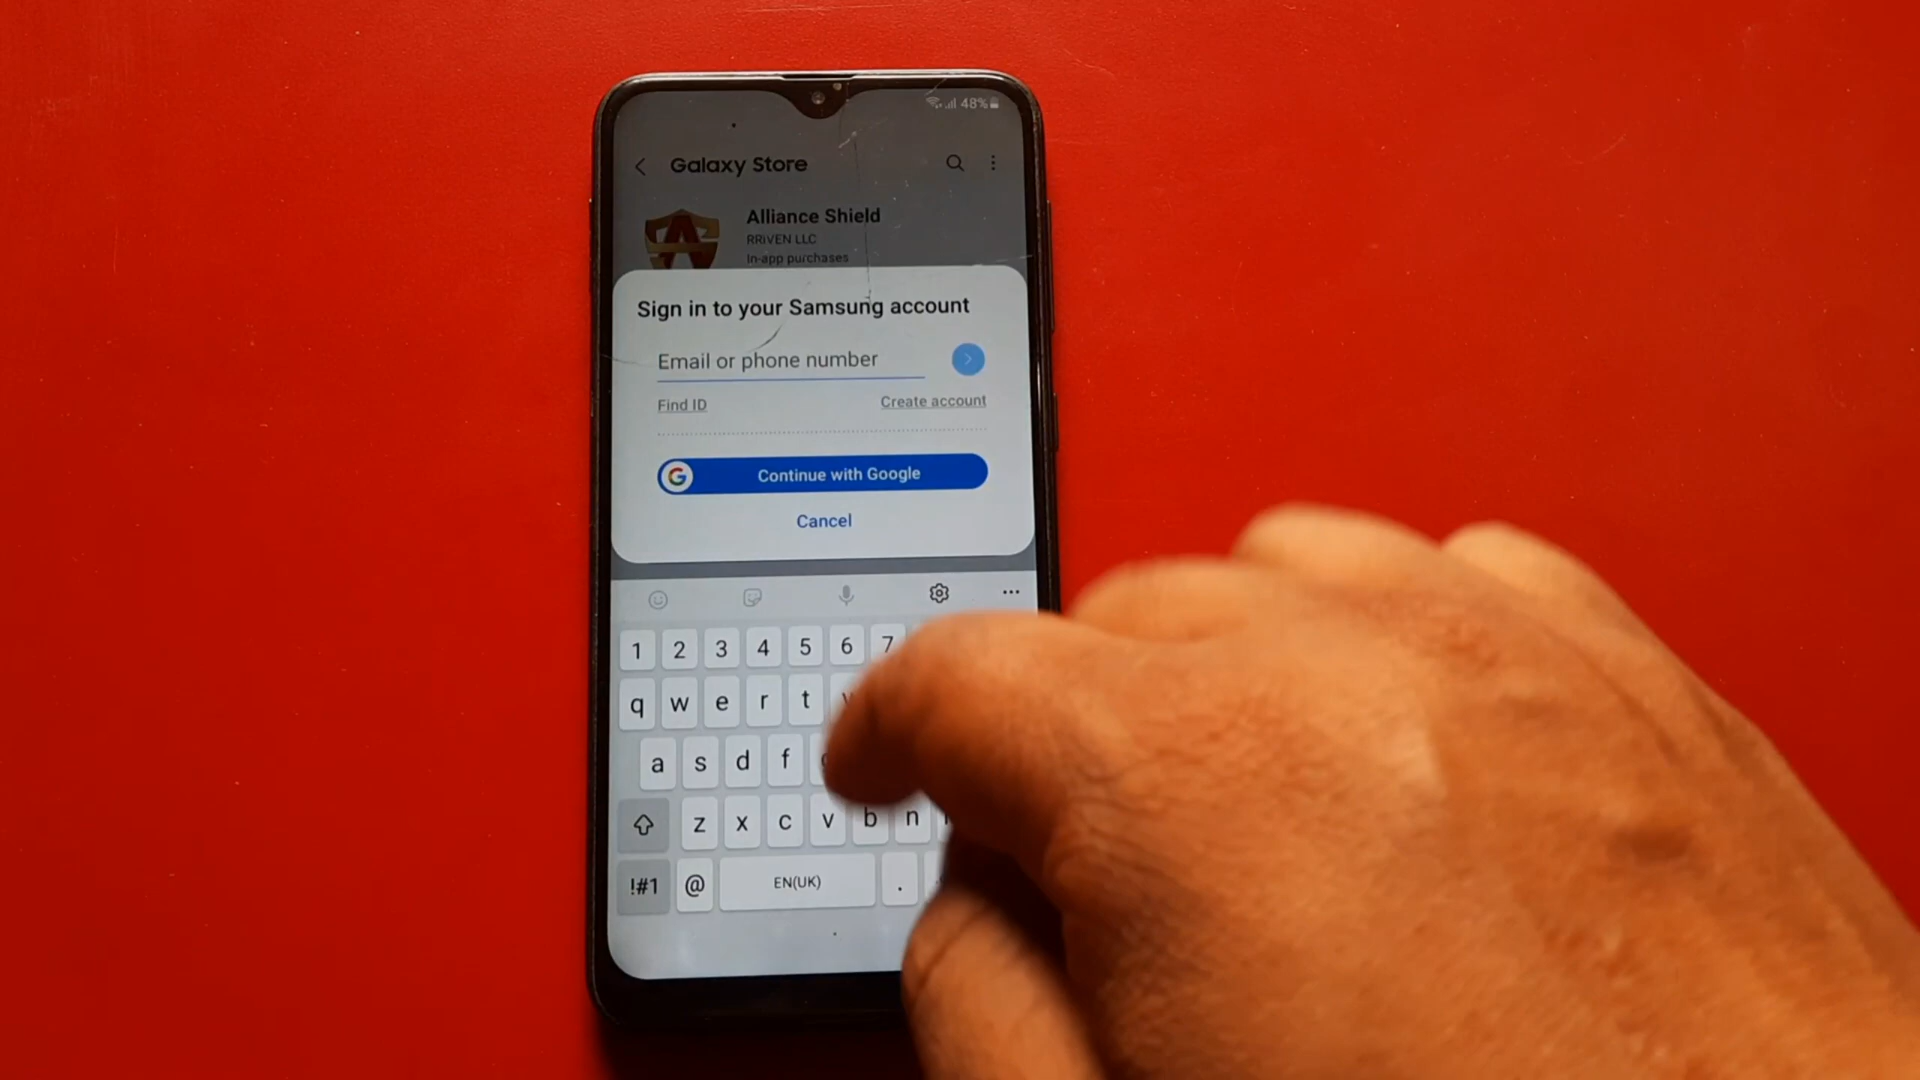 48%
Galaxy Store
Alliance Shield
RRiVEN LLC
In-app purchases
Sign in to your Samsung account
Email or phone number
Find ID
Create account
G Continue with Google
Cancel
1 2 3 4 5 6 7
q w e r t
a s d f
z x c v b n
!#1 @ EN(UK) .